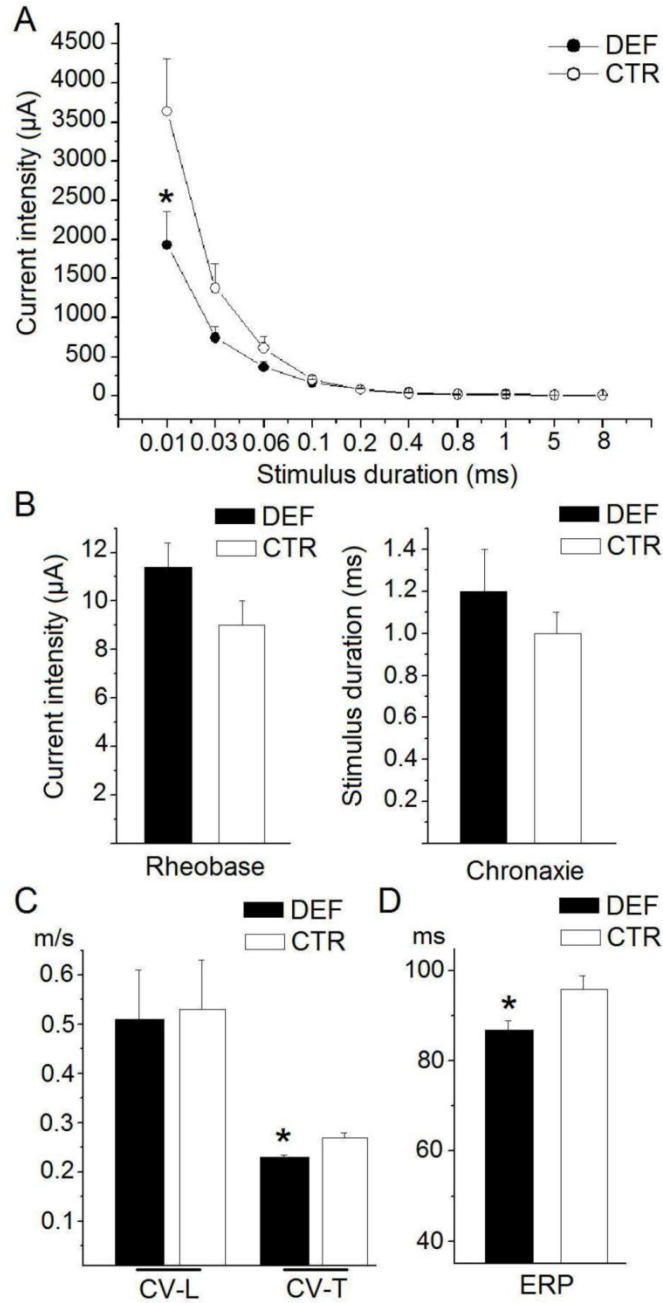 A
4500
4000
3500
3000
2500
2000
1500
1000
500
0
Current intensity (μA)
DEF
CTR
*
0.01 0.03 0.06 0.1 0.2 0.4 0.8 1 5 8
Stimulus duration (ms)
B
DEF
CTR
12
10
8
6
4
2
Current intensity (μA)
Rheobase
DEF
CTR
1.4
1.2
1.0
0.8
0.6
0.4
0.2
Stimulus duration (ms)
Chronaxie
C
DEF
CTR
m/s
0.6
0.5
0.4
0.3
0.2
0.1
*
CV-L CV-T
D
DEF
CTR
ms
100
80
60
40
*
ERP